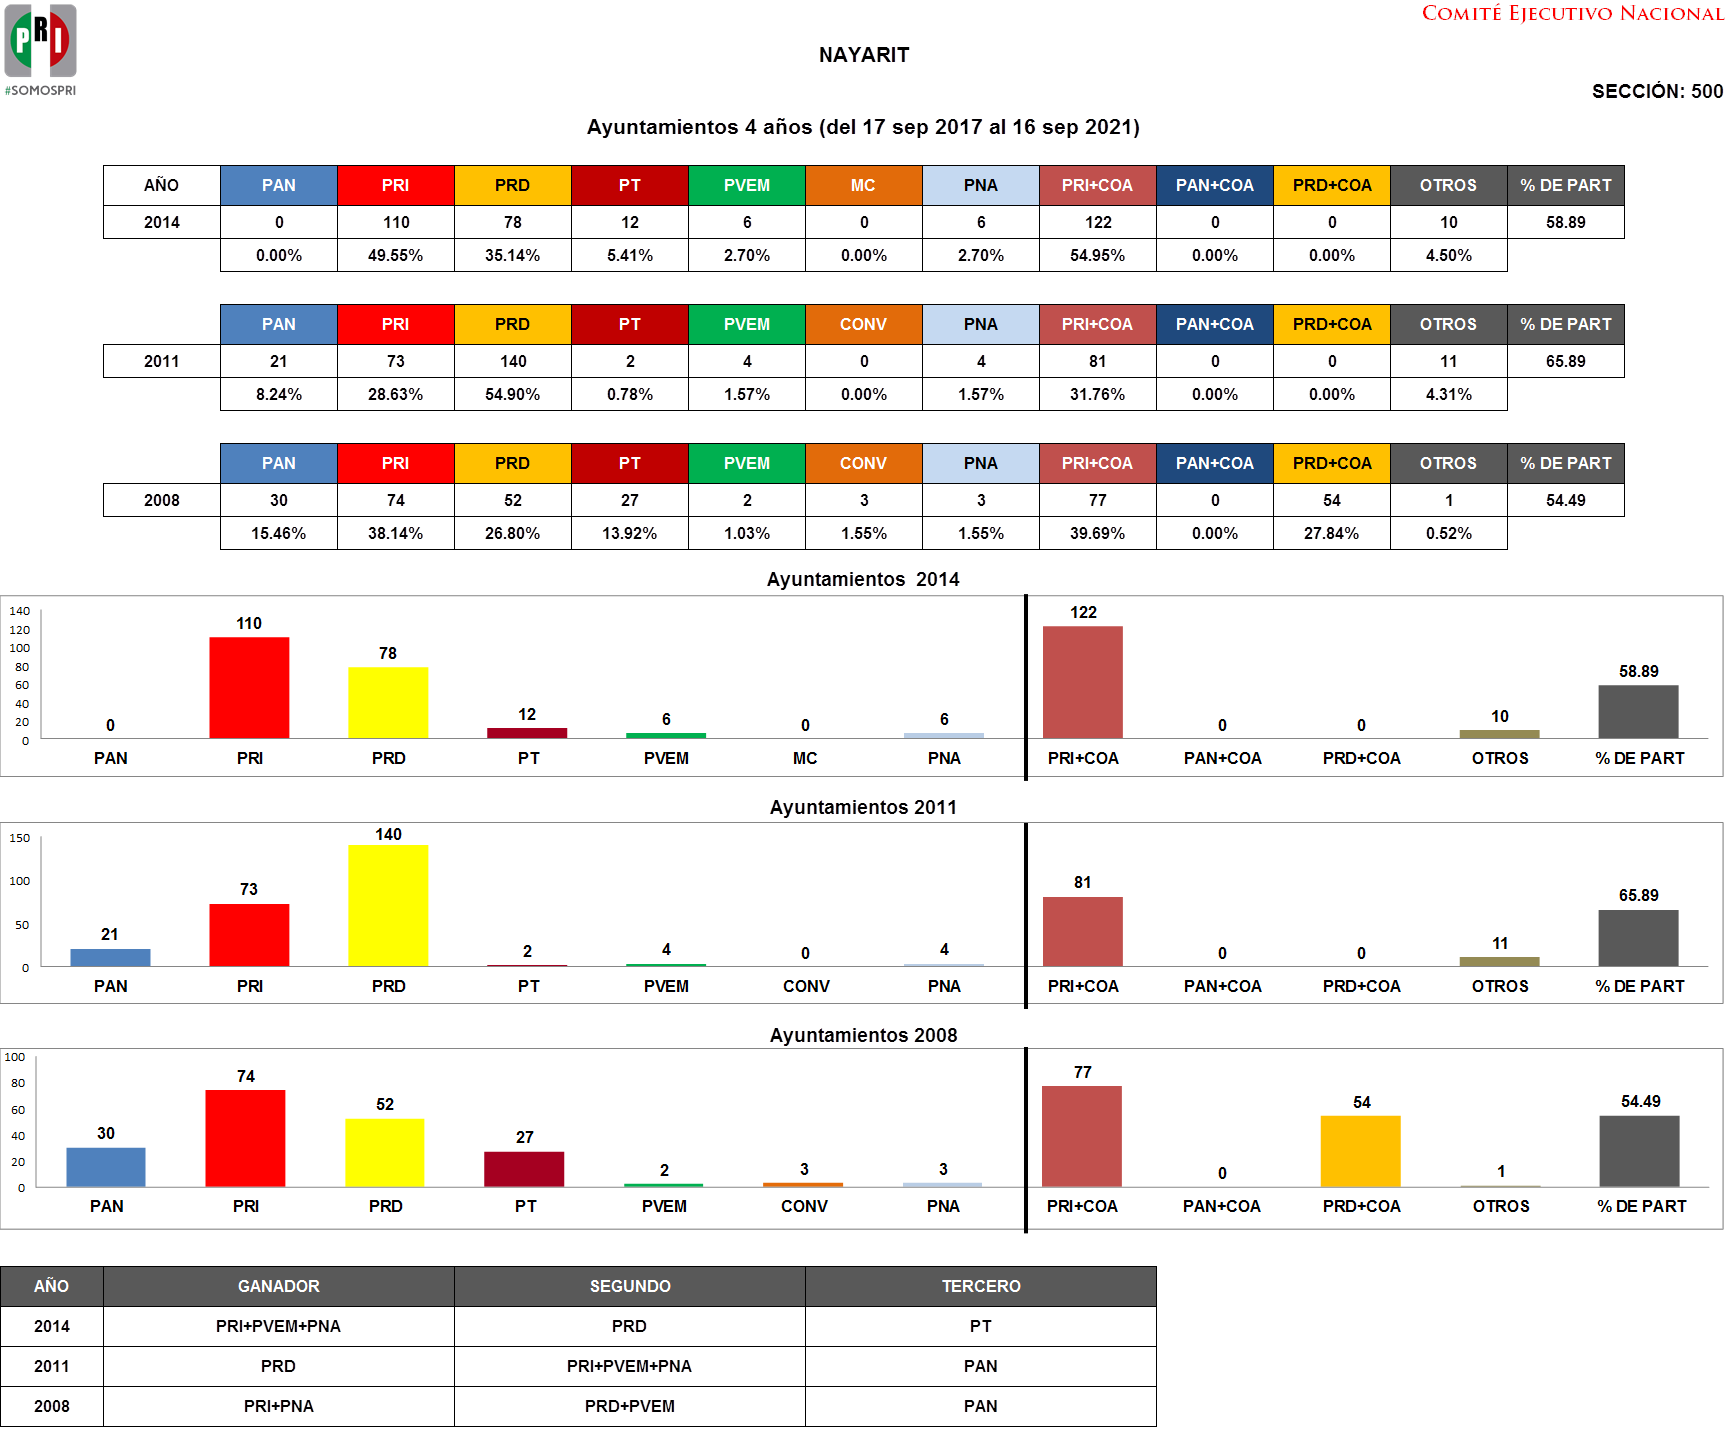 COMITÉ EJECUTIVO NACIONAL
PRI
#SOMOSPRI
NAYARIT
SECCIÓN: 500
Ayuntamientos 4 años (del 17 sep 2017 al 16 sep 2021)
AÑO PAN PRI PRD PT PVEM MC PNA PRI+COA PAN+COA PRD+COA OTROS % DE PART
2014 0 110 78 12 6 0 6 122 0 0 10 58.89
0.00% 49.55% 35.14% 5.41% 2.70% 0.00% 2.70% 54.95% 0.00% 0.00% 4.50%
PAN PRI PRD PT PVEM CONV PNA PRI+COA PAN+COA PRD+COA OTROS % DE PART
2011 21 73 140 2 4 0 4 81 0 0 11 65.89
8.24% 28.63% 54.90% 0.78% 1.57% 0.00% 1.57% 31.76% 0.00% 0.00% 4.31%
PAN PRI PRD PT PVEM CONV PNA PRI+COA PAN+COA PRD+COA OTROS % DE PART
2008 30 74 52 27 2 3 3 77 0 54 1 54.49
15.46% 38.14% 26.80% 13.92% 1.03% 1.55% 1.55% 39.69% 0.00% 27.84% 0.52%
Ayuntamientos 2014
140
120
100
80
60
40
20
0
0 110 78 12 6 0 6 122 0 0 10 58.89
PAN PRI PRD PT PVEM MC PNA PRI+COA PAN+COA PRD+COA OTROS % DE PART
Ayuntamientos 2011
150
100
50
0
21 73 140 2 4 0 4 81 0 0 11 65.89
PAN PRI PRD PT PVEM CONV PNA PRI+COA PAN+COA PRD+COA OTROS % DE PART
Ayuntamientos 2008
100
80
60
40
20
0
30 74 52 27 2 3 3 77 0 54 1 54.49
PAN PRI PRD PT PVEM CONV PNA PRI+COA PAN+COA PRD+COA OTROS % DE PART
AÑO GANADOR SEGUNDO TERCERO
2014 PRI+PVEM+PNA PRD PT
2011 PRD PRI+PVEM+PNA PAN
2008 PRI+PNA PRD+PVEM PAN